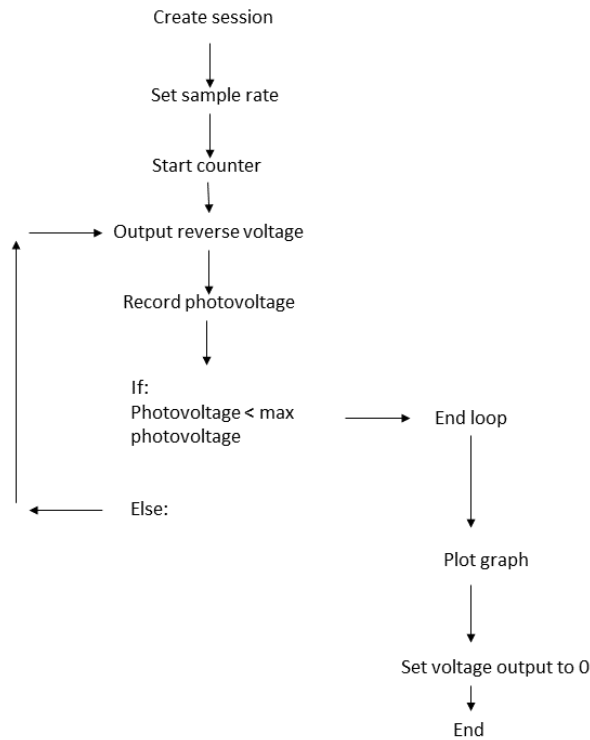 Create session
Set sample rate
Start counter
Output reverse voltage
Record photovoltage
If:
Photovoltage < max
photovoltage
End loop
Else:
Plot graph
Set voltage output to 0
End